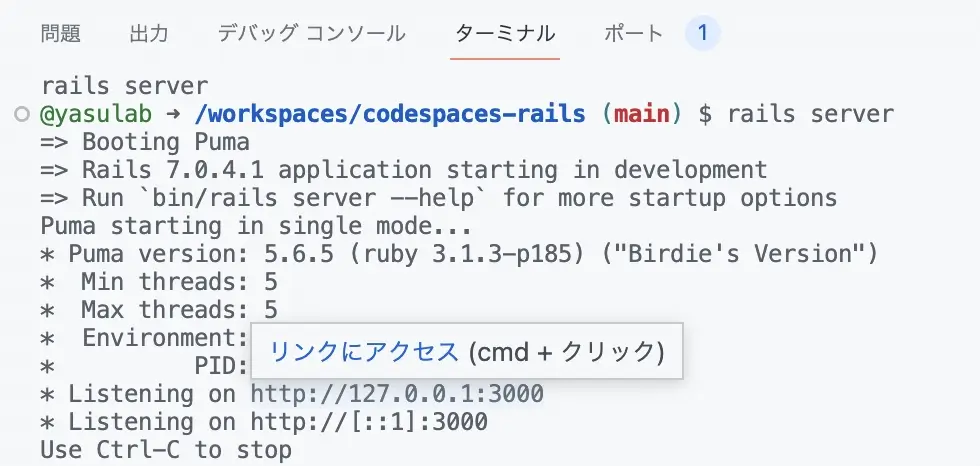 問題 出力 デバッグ コンソール ターミナル ポート 1
rails server
@yasulab → /workspaces/codespaces-rails (main) $ rails server
=> Booting Puma
=> Rails 7.0.4.1 application starting in development
=> Run `bin/rails server --help` for more startup options
Puma starting in single mode...
* Puma version: 5.6.5 (ruby 3.1.3-p185) ("Birdie's Version")
*  Min threads: 5
*  Max threads: 5
*  Environment:
リンクにアクセス (cmd + クリック)
*          PID:
* Listening on http://127.0.0.1:3000
* Listening on http://[::1]:3000
Use Ctrl-C to stop